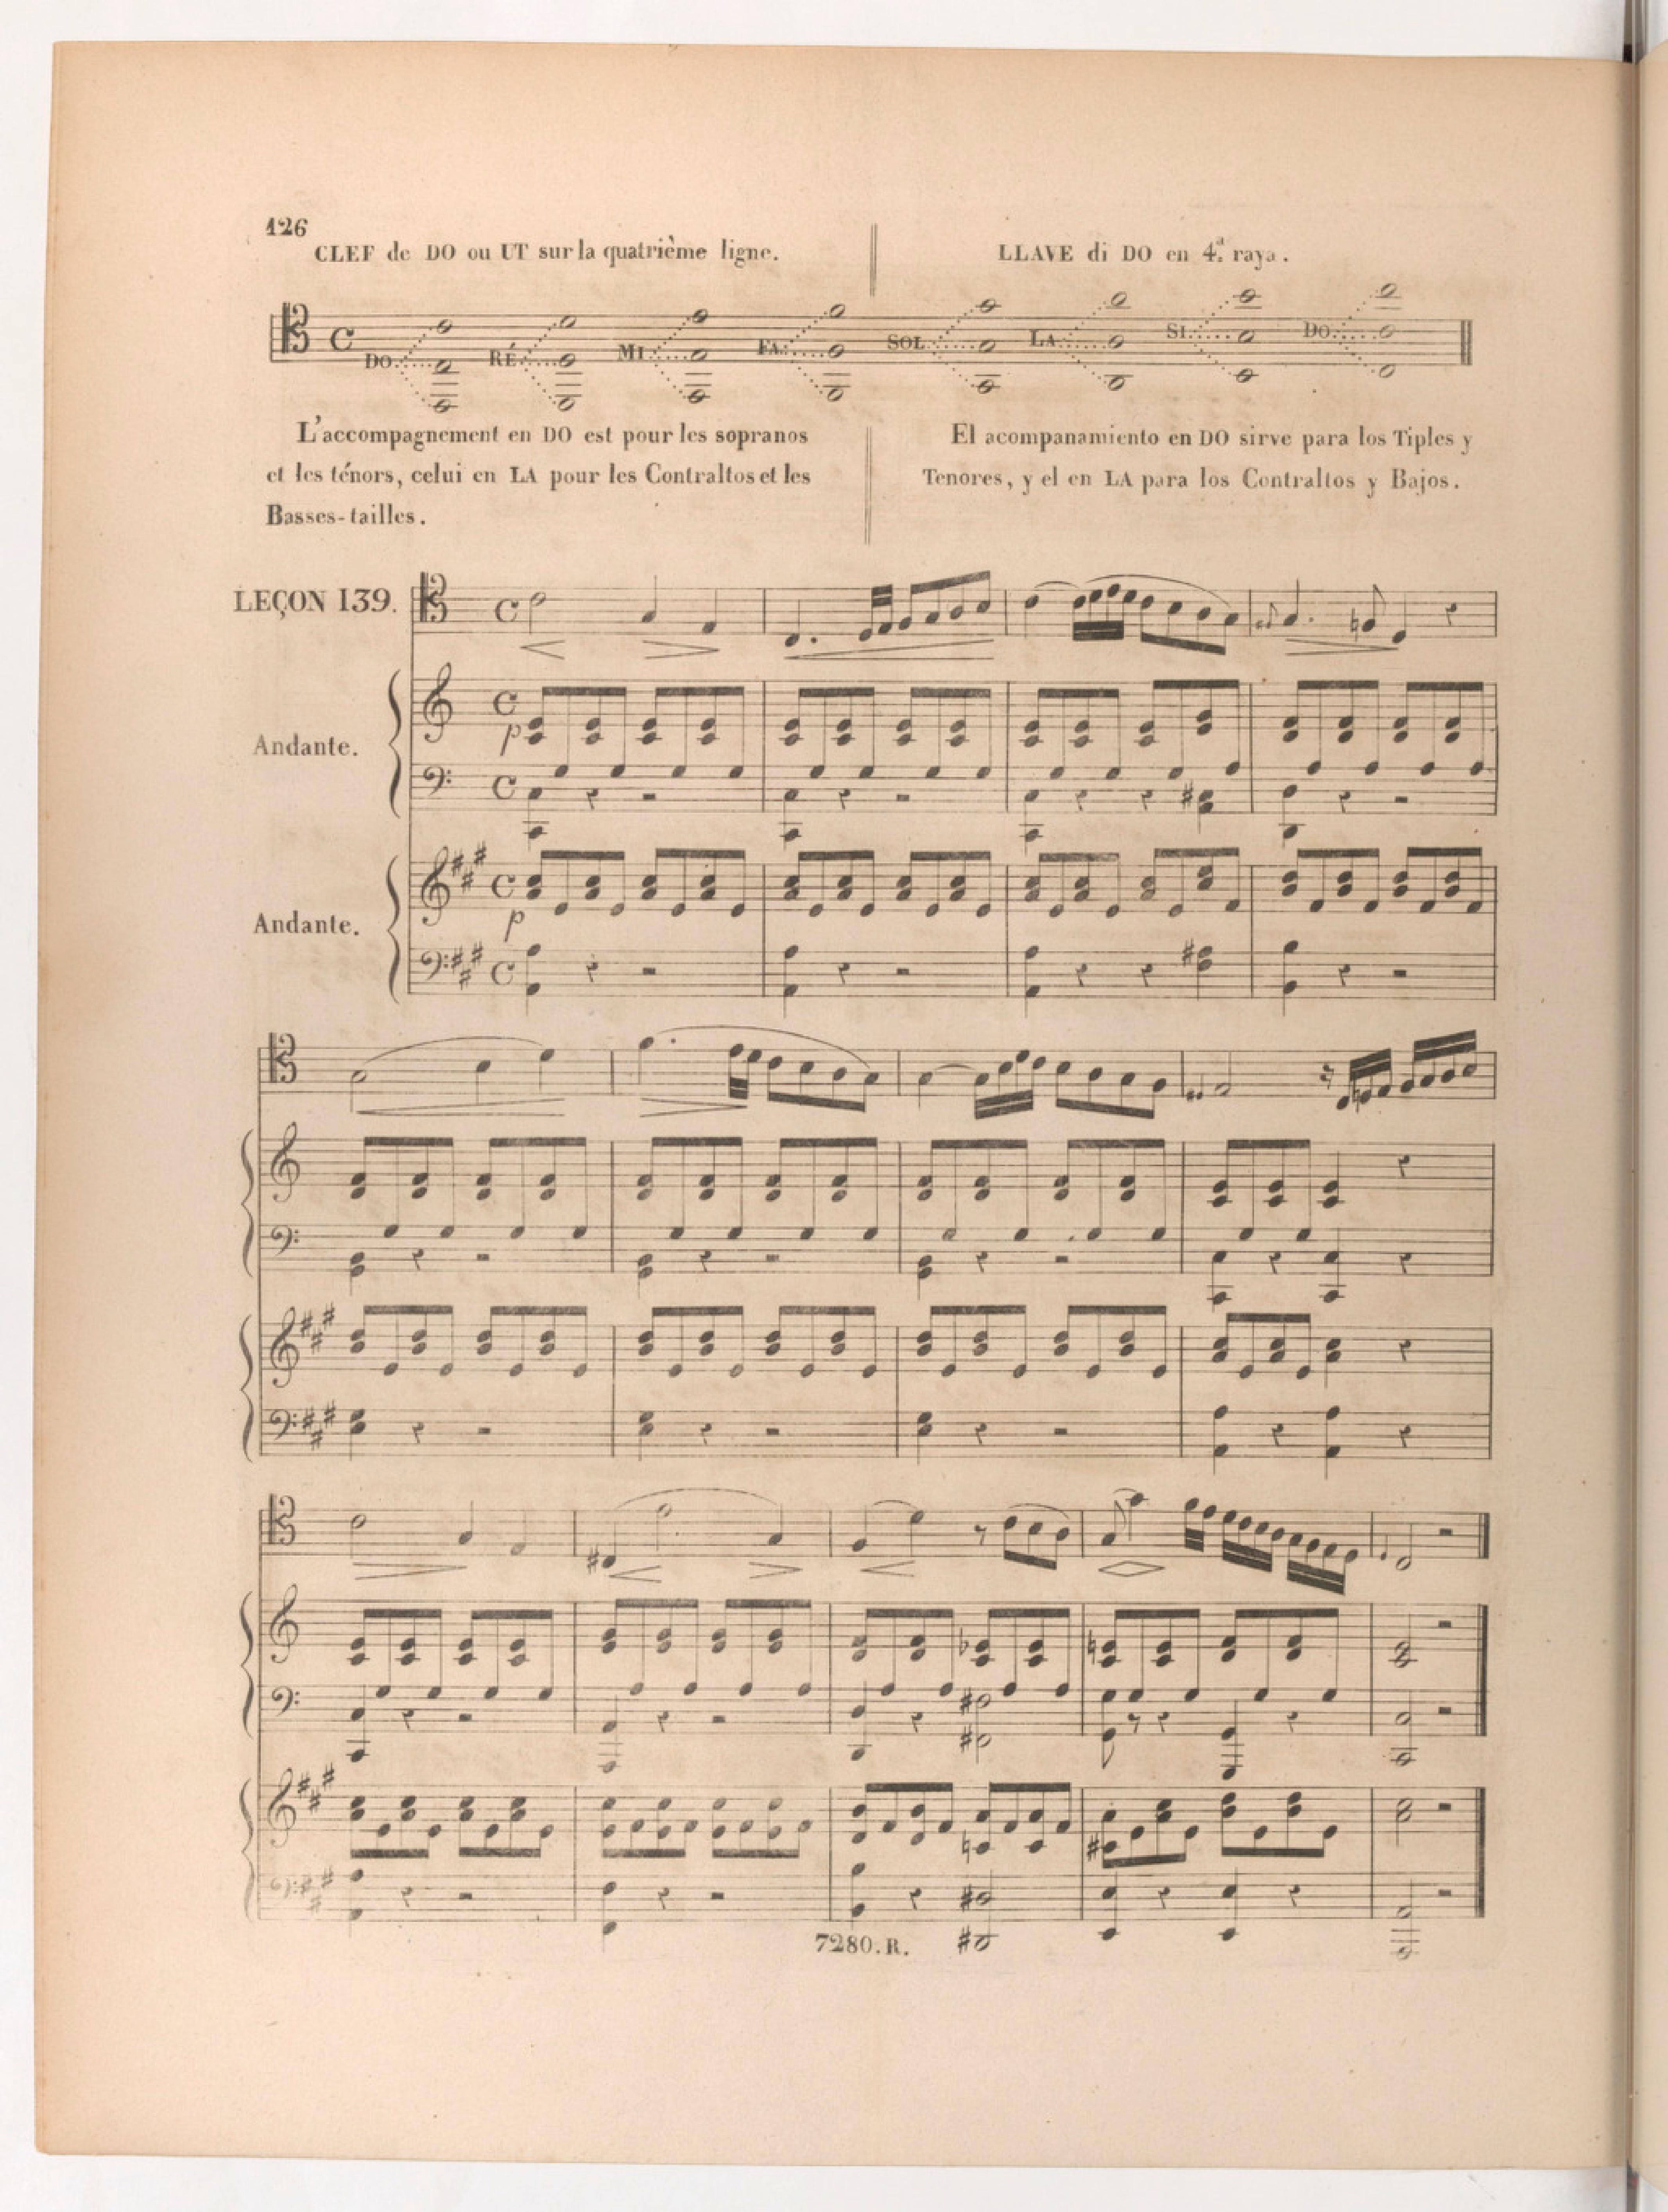 126
CLEF de DO ou UT sur la quatrième ligne.
LLAVE di DO en 4.ª raya.
DO RÉ MI FA SOL LA SI DO
L'accompagnement en DO est pour les sopranos
et les ténors, celui en LA pour les Contraltos et les
Basses-tailles.
El acompanamiento en DO sirve para los Tiples y
Tenores, y el en LA para los Contraltos y Bajos.
LEÇON 139.
Andante.
p
Andante.
p
7280.R.